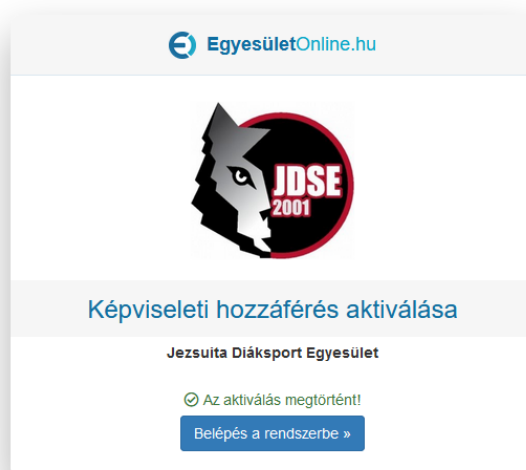 EgyesületOnline.hu
JDSE
2001
Képviseleti hozzáférés aktiválása
Jezsuita Diáksport Egyesület
Az aktiválás megtörtént!
Belépés a rendszerbe »